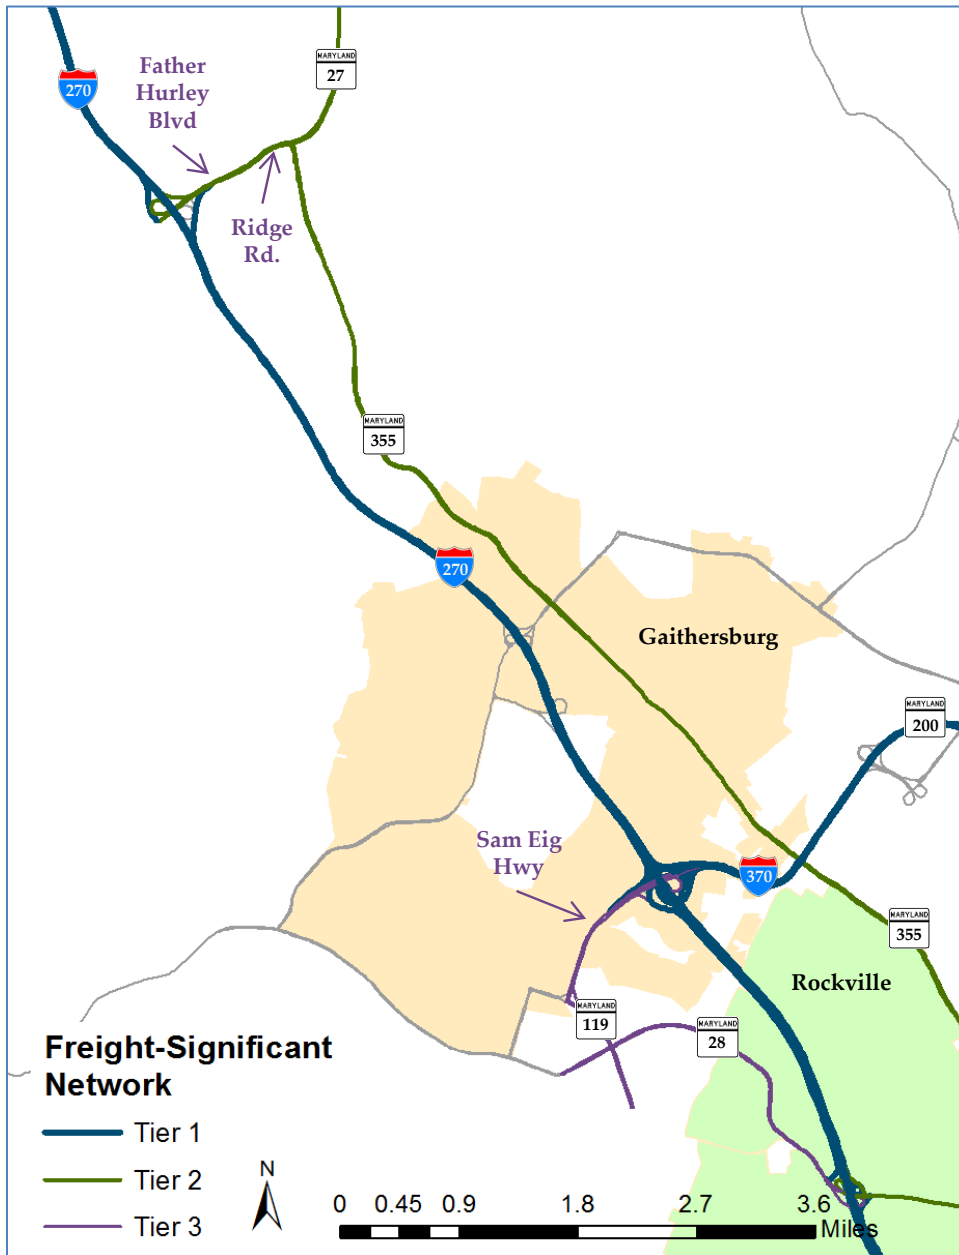 MARYLAND
27
Father
Hurley
Blvd
270
Ridge
Rd.
MARYLAND
355
270
Gaithersburg
MARYLAND
200
Sam Eig
Hwy
370
MARYLAND
355
Rockville
MARYLAND
119
MARYLAND
28
Freight-Significant
Network
Tier 1
Tier 2
Tier 3
N
0 0.45 0.9 1.8 2.7 3.6
Miles